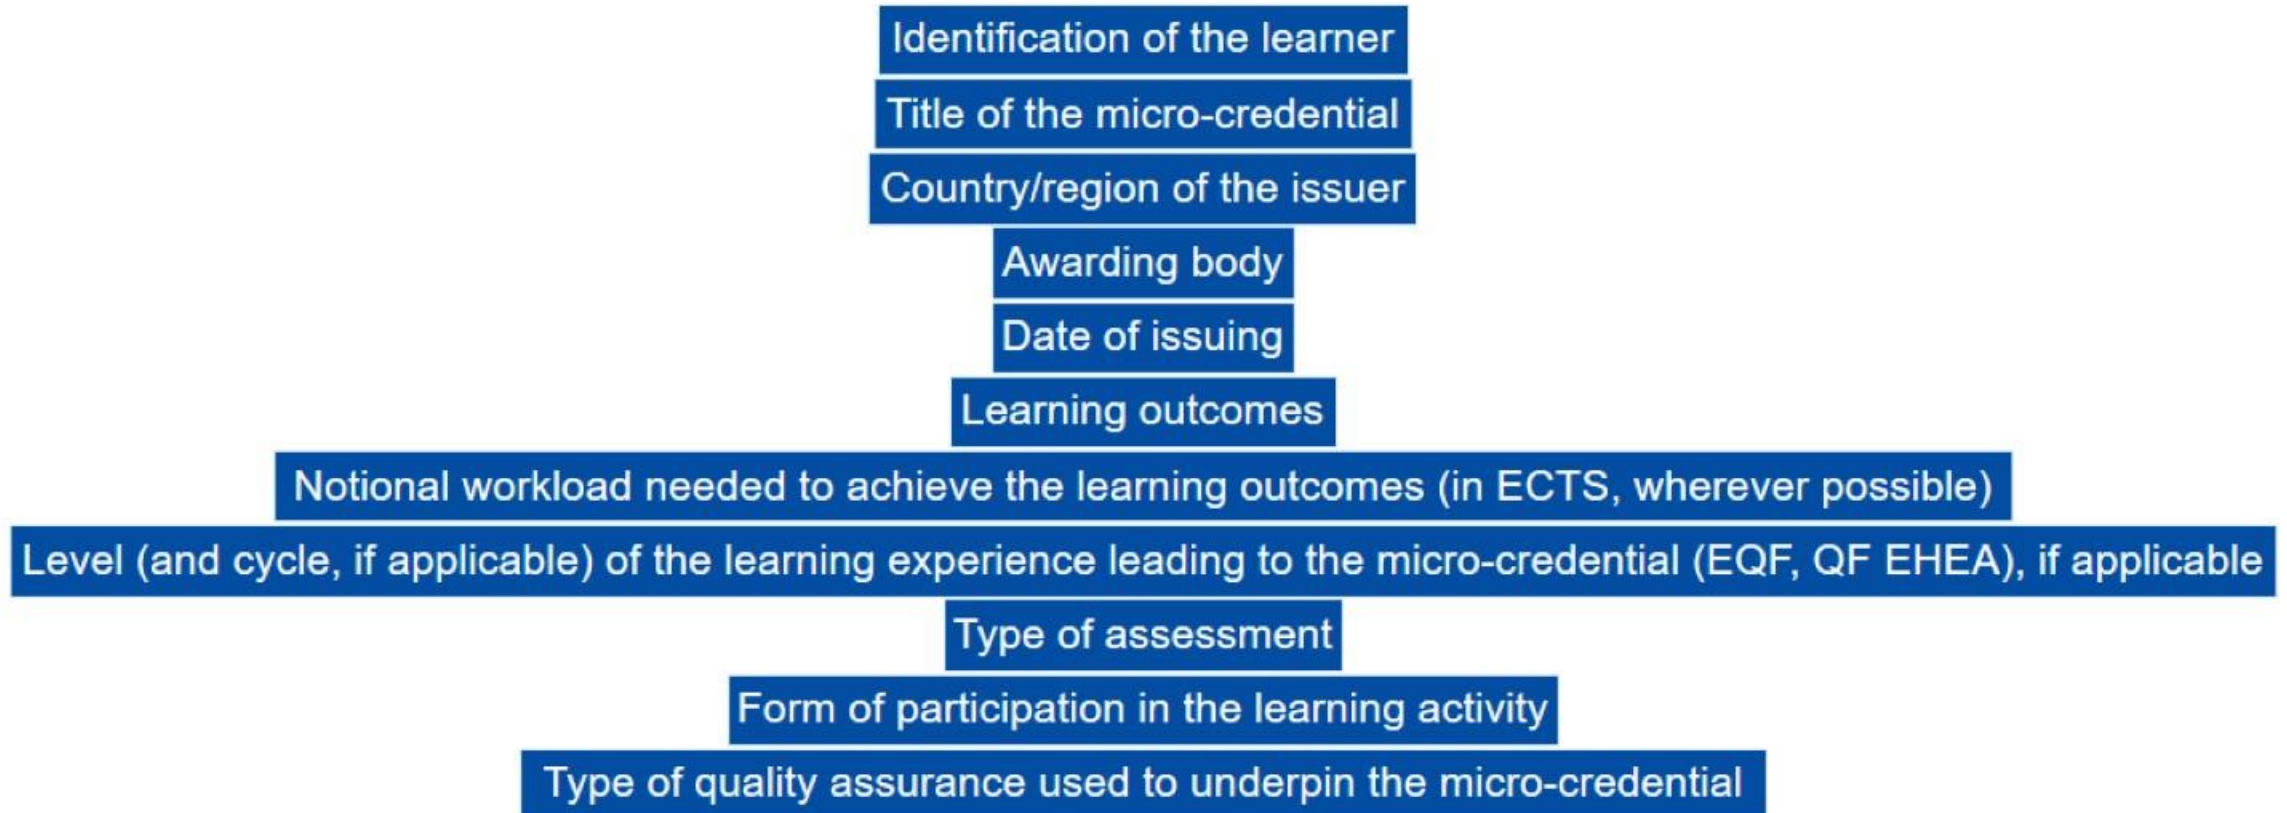 Identification of the learner
Title of the micro-credential
Country/region of the issuer
Awarding body
Date of issuing
Learning outcomes
Notional workload needed to achieve the learning outcomes (in ECTS, wherever possible)
Level (and cycle, if applicable) of the learning experience leading to the micro-credential (EQF, QF EHEA), if applicable
Type of assessment
Form of participation in the learning activity
Type of quality assurance used to underpin the micro-credential